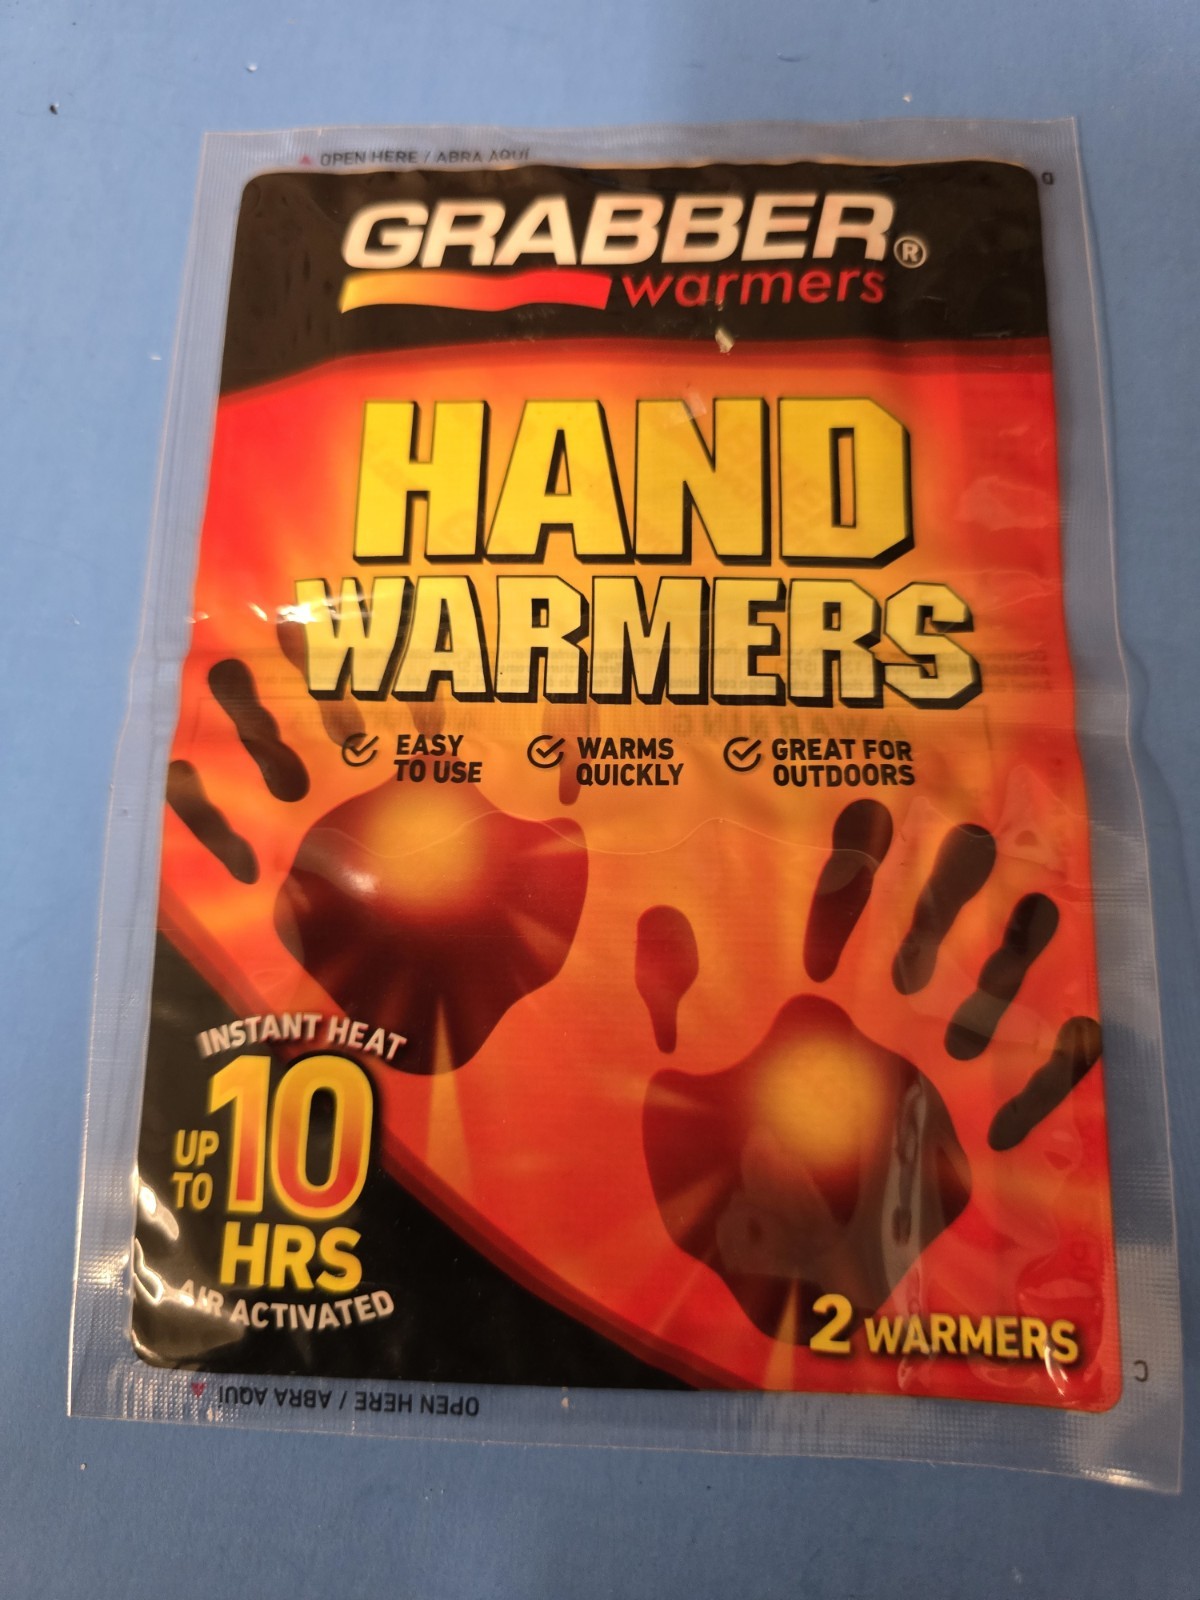 OPEN HERE / ABRA AQUÍ
D
GRABBER®
warmers
HAND
WARMERS
EASY
TO USE
WARMS
QUICKLY
GREAT FOR
OUTDOORS
INSTANT HEAT
UP
TO
10
HRS
AIR ACTIVATED
2 WARMERS
C
OPEN HERE / ABRA AQUÍ
WARNING